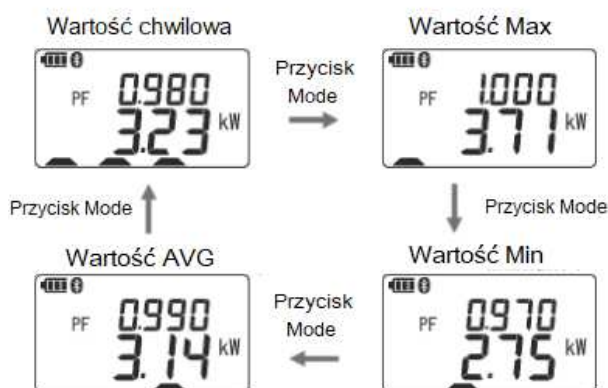 Wartość chwilowa
Wartość Max
PF 0.980
3.23 kW
Przycisk
Mode
PF 1.000
3.71 kW
Przycisk Mode
Przycisk Mode
Wartość AVG
Wartość Min
PF 0.990
3.14 kW
Przycisk
Mode
PF 0.970
2.75 kW